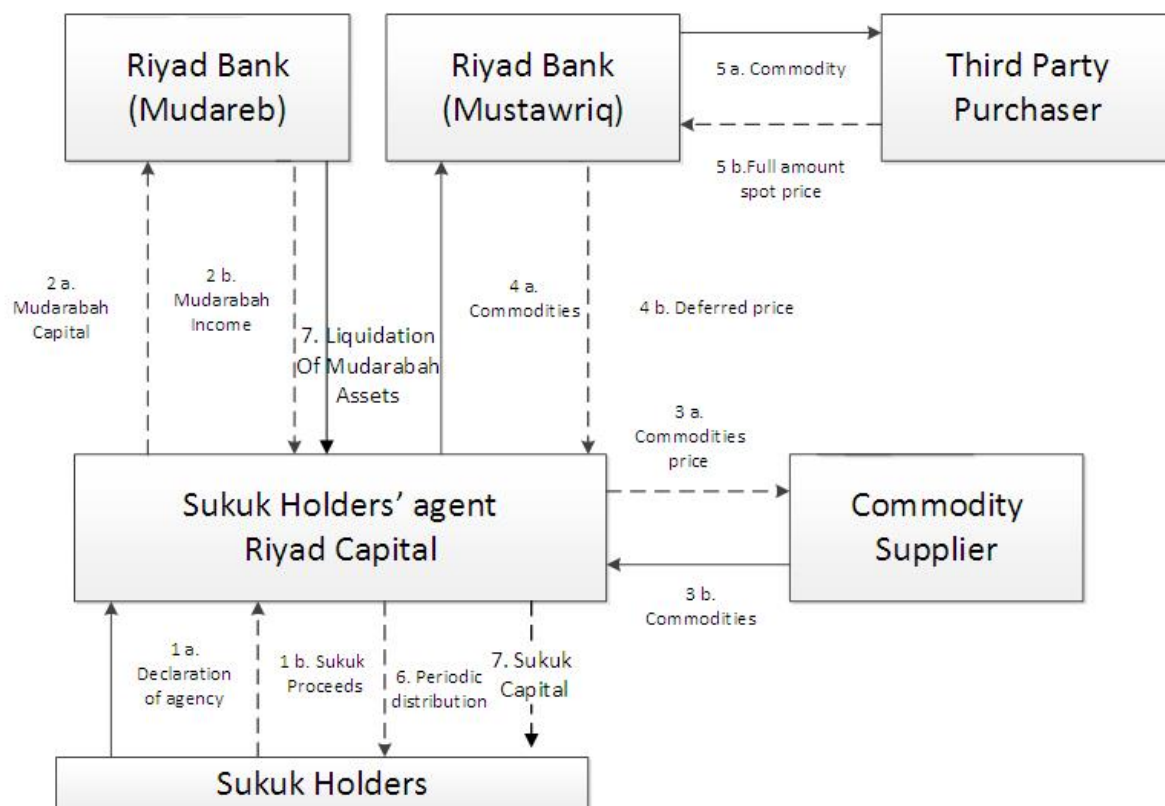 Riyad Bank
(Mudareb)
Riyad Bank
(Mustawriq)
5 a. Commodity
Third Party
Purchaser
5 b.Full amount
spot price
2 a.
Mudarabah
Capital
2 b.
Mudarabah
Income
7. Liquidation
Of Mudarabah
Assets
4 a.
Commodities
4 b. Deferred price
3 a.
Commodities
price
Sukuk Holders’ agent
Riyad Capital
Commodity
Supplier
3 b.
Commodities
1 a.
Declaration
of agency
1 b. Sukuk
Proceeds
6. Periodic
distribution
7. Sukuk
Capital
Sukuk Holders